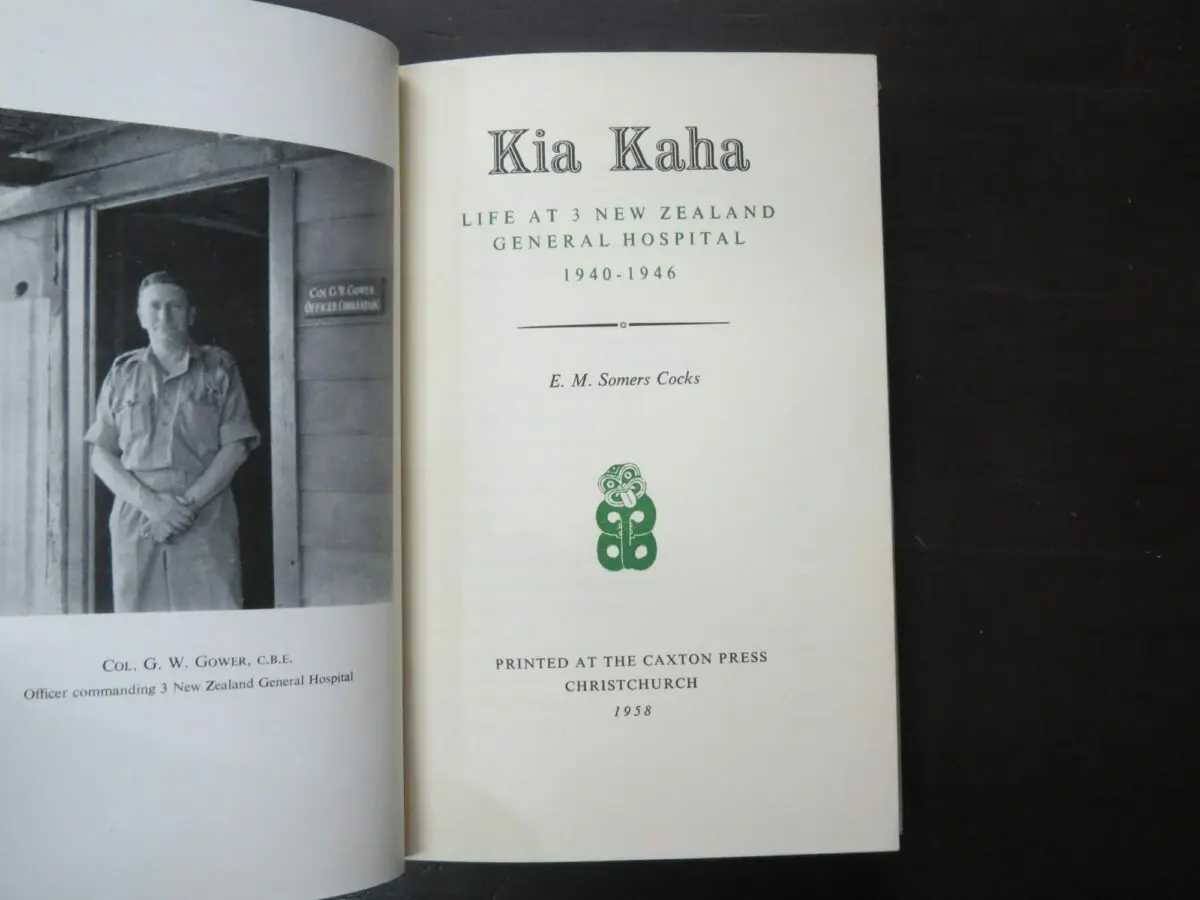 COL. G. W. GOWER
OFFICER COMMANDING
COL. G. W. GOWER, C.B.E.
Officer commanding 3 New Zealand General Hospital
Kia Kaha
LIFE AT 3 NEW ZEALAND
GENERAL HOSPITAL
1940-1946
E. M. Somers Cocks
PRINTED AT THE CAXTON PRESS
CHRISTCHURCH
1958